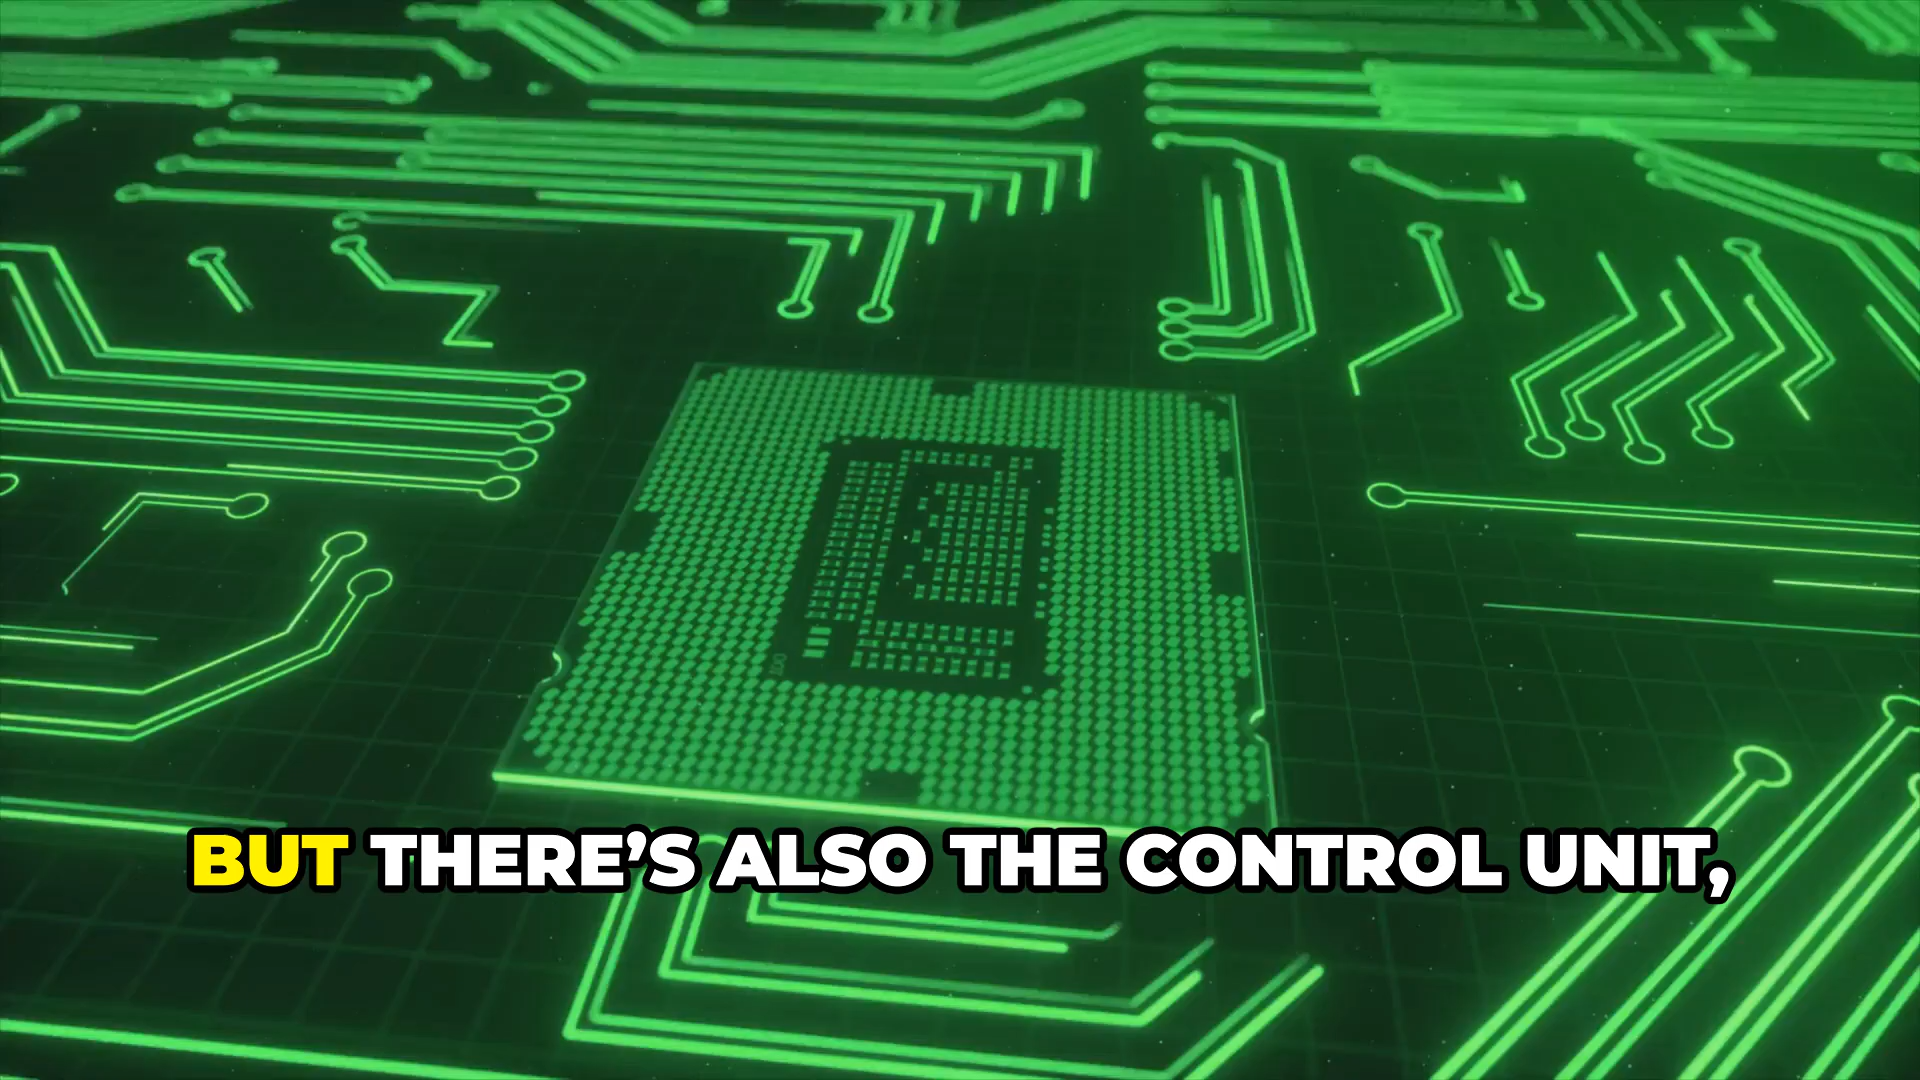 BUT THERE’S ALSO THE CONTROL UNIT,